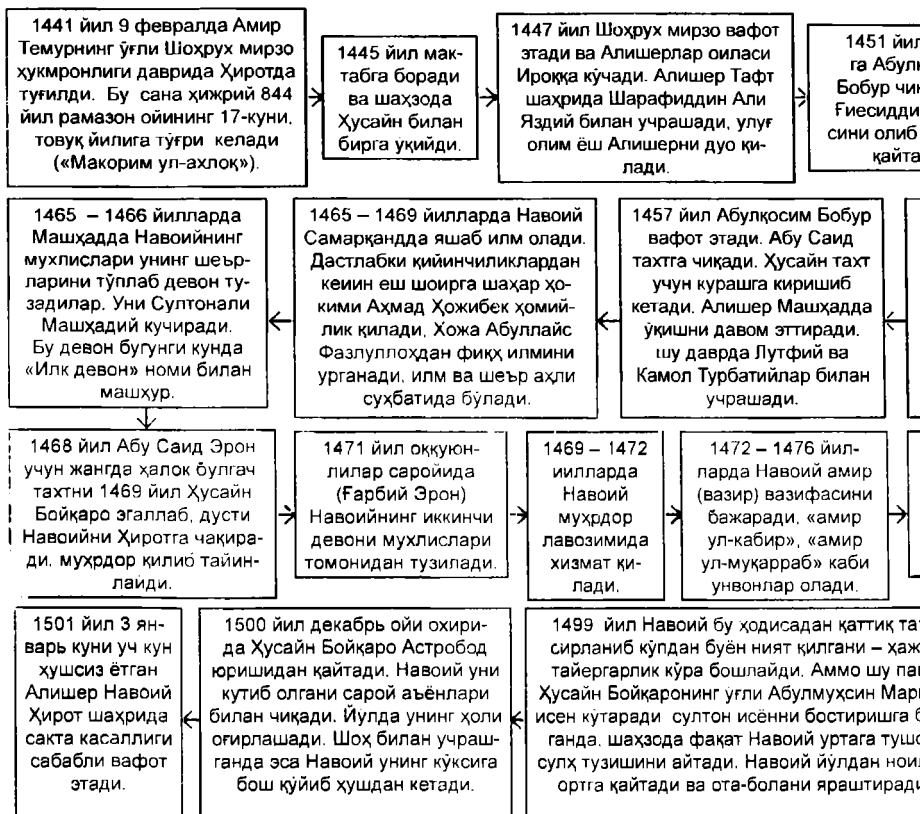 1441 йил 9 февралда Амир
Темурнинг ўғли Шоҳрух мирзо
ҳукмронлиги даврида Ҳиротда
туғилди. Бу сана ҳижрий 844
йил рамазон ойининг 17-куни,
товуқ йилига тўғри келади
(«Макорим ул-ахлоқ»).
1445 йил мак-
табга боради
ва шаҳзода
Ҳусайн билан
бирга ўқийди.
1447 йил Шоҳрух мирзо вафот
этади ва Алишерлар оиласи
Ироққа кўчади. Алишер Тафт
шаҳрида Шарафиддин Али
Яздий билан учрашади, улуғ
олим ёш Алишерни дуо қи-
лади.
1451 йил
га Абул
Бобур чи
Ғиесидди
сини олиб
қайта
1465 – 1466 йилларда
Машҳадда Навоийнинг
мухлислари унинг шеър-
ларини тўплаб девон ту-
задилар. Уни Султонали
Машҳадий кучиради.
Бу девон бугунги кунда
«Илк девон» номи билан
машҳур.
1465 – 1469 йилларда Навоий
Самарқандда яшаб илм олади.
Дастлабки қийинчиликлардан
кеиин еш шоирга шаҳар ҳо-
кими Аҳмад Ҳожибек ҳомий-
лик қилади, Хожа Абуллайс
Фазлуллоҳдан фиқҳ илмини
урганади, илм ва шеър аҳли
суҳбатида бўлади.
1457 йил Абулқосим Бобур
вафот этади. Абу Саид
тахтга чиқади. Ҳусайн тахт
учун курашга киришиб
кетади. Алишер Машҳадда
ўқишни давом эттиради.
шу даврда Лутфий ва
Камол Турбатийлар билан
учрашади.
1468 йил Абу Саид Эрон
учун жангда ҳалок булгач
тахтни 1469 йил Ҳусайн
Бойқаро эгаллаб, дусти
Навоийни Ҳиротга чақира-
ди, муҳрдор қилиб тайин-
лайди.
1471 йил оққуюн-
лилар саройида
(Ғарбий Эрон)
Навоийнинг иккинчи
девони мухлислари
томонидан тузилади.
1469 – 1472
иилларда
Навоий
муҳрдор
лавозимида
хизмат қи-
лади.
1472 – 1476 йил-
ларда Навоий амир
(вазир) вазифасини
бажаради, «амир
ул-кабир», «амир
ул-муқарраб» каби
унвонлар олади.
1501 йил 3 ян-
варь куни уч кун
ҳушсиз ётган
Алишер Навоий
Ҳирот шаҳрида
сакта касаллиги
сабабли вафот
этади.
1500 йил декабрь ойи охири-
да Ҳусайн Бойқаро Астробод
юришидан қайтади. Навоий уни
кутиб олгани сарой аъёнлари
билан чиқади. Йулда унинг ҳоли
оғирлашади. Шоҳ билан учраш-
ганда эса Навоий унинг кўксига
бош қўйиб ҳушдан кетади.
1499 йил Навоий бу ҳодисадан қаттиқ та
сирланиб кўпдан буён ният қилгани – ҳаж
тайергарлик кўра бошлайди. Аммо шу па
Ҳусайн Бойқаронинг ўғли Абулмуҳсин Мар
исен кутаради султон исённи бостиришга б
ганда, шаҳзода фақат Навоий уртага тушс
сулҳ тузишини айтади. Навоий йўлдан ноил
ортга қайтади ва ота-болани яраштиради